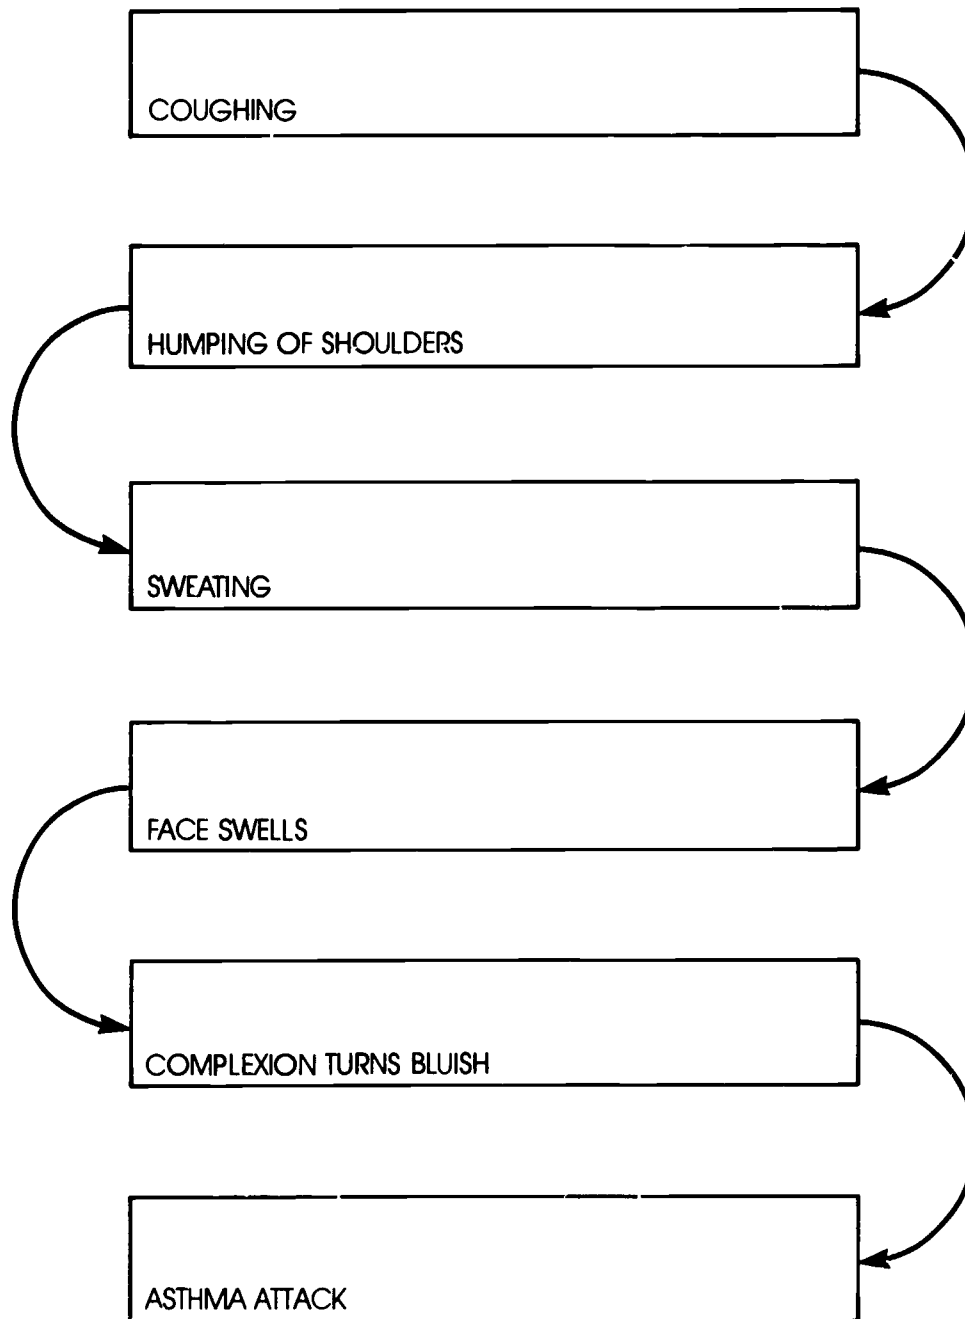 COUGHING
HUMPING OF SHOULDERS
SWEATING
FACE SWELLS
COMPLEXION TURNS BLUISH
ASTHMA ATTACK